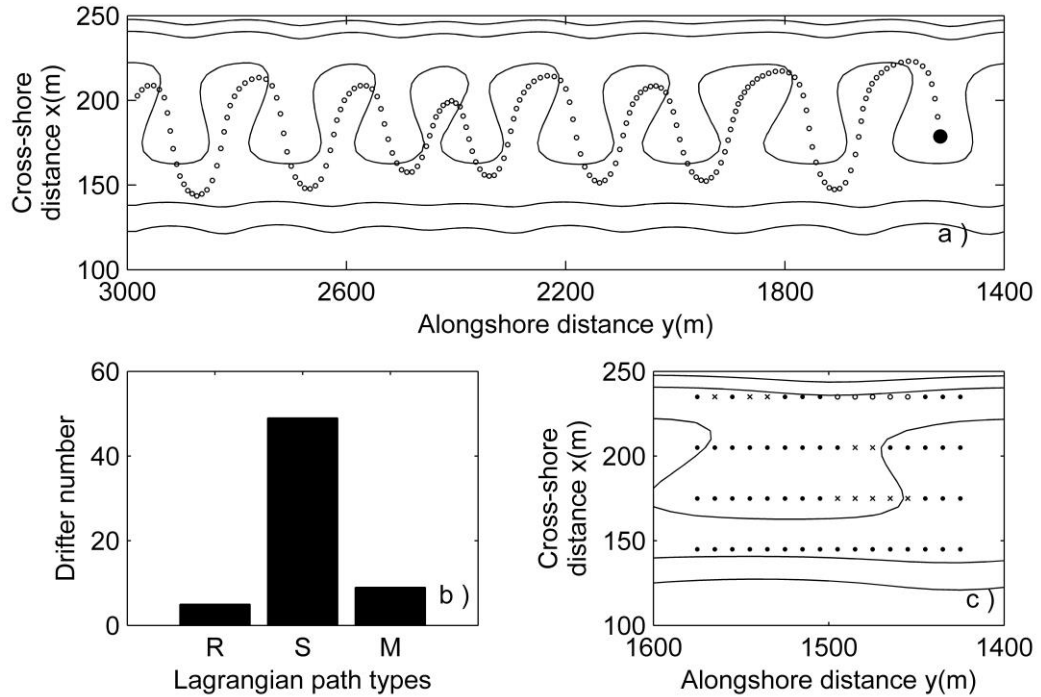 250
200
150
100
Cross-shore
distance x(m)
a )
3000 2600 2200 1800 1400
Alongshore distance y(m)
60
40
20
0
Drifter number
b )
R S M
Lagrangian path types
250
200
150
100
Cross-shore
distance x(m)
c )
1600 1500 1400
Alongshore distance y(m)